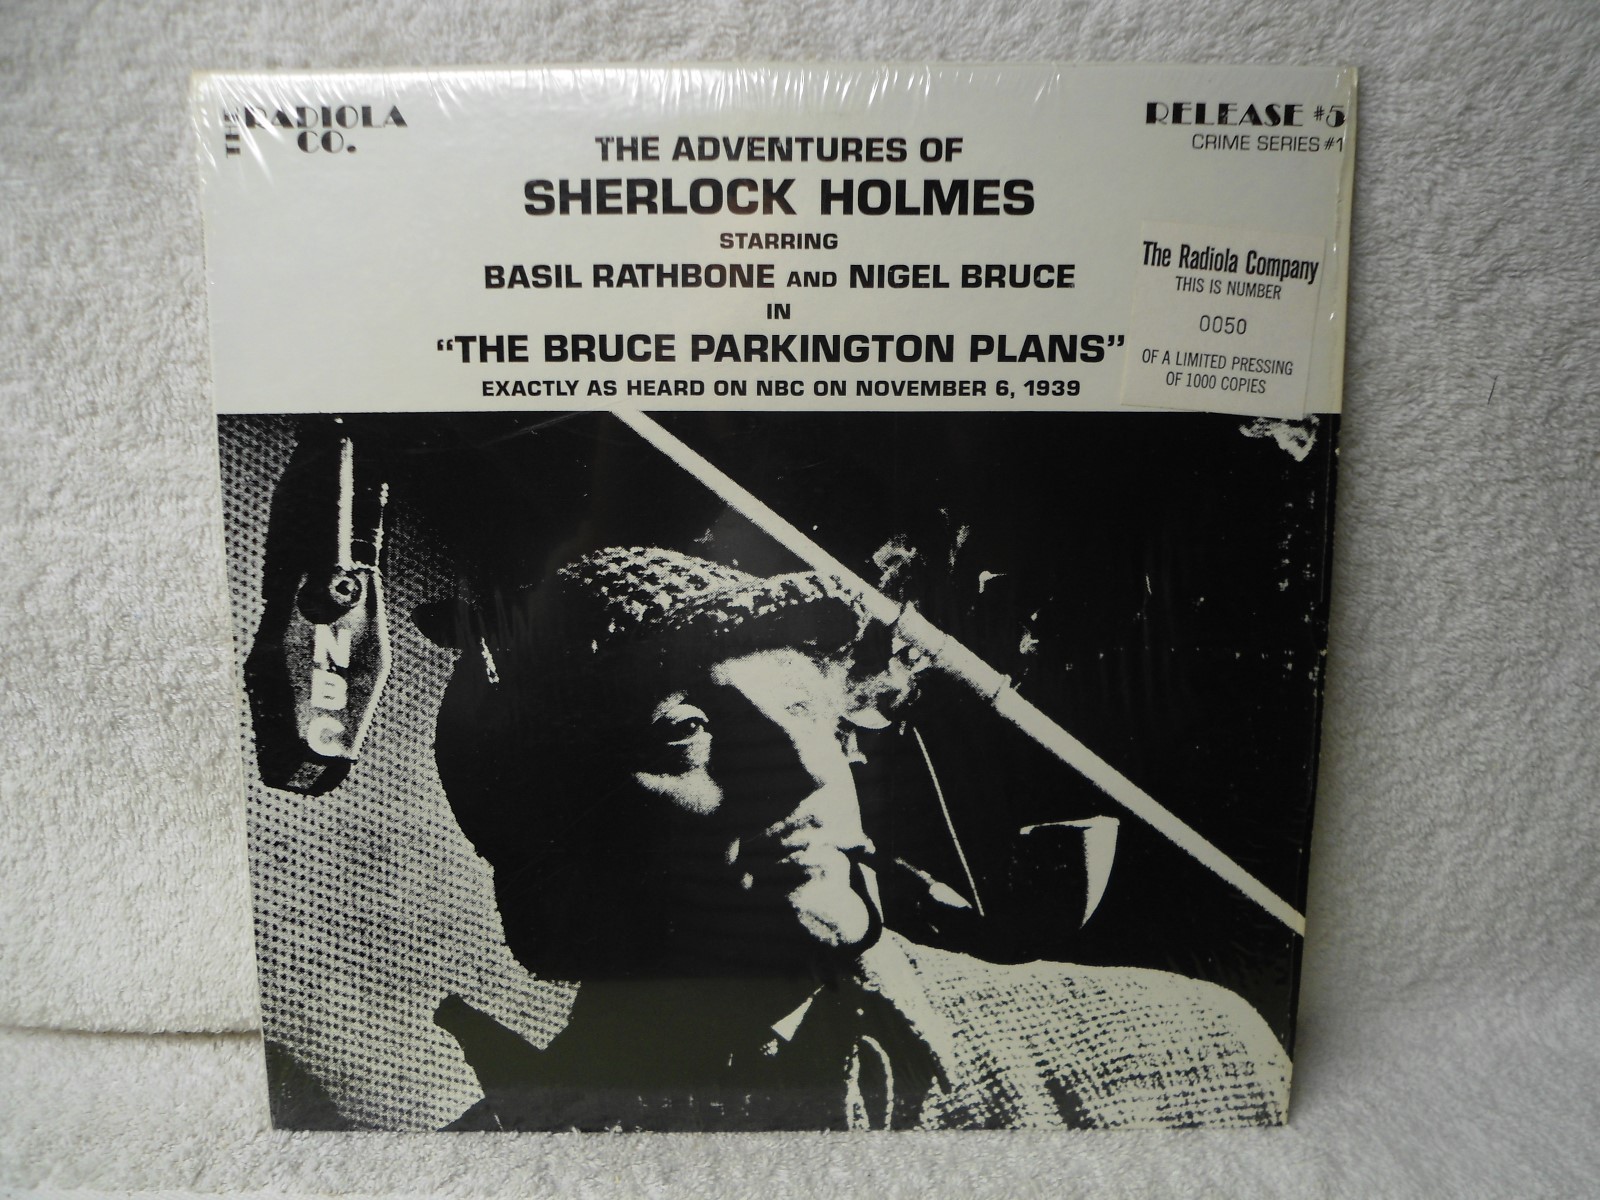 THE RADIOLA CO.
RELEASE #5
CRIME SERIES #1
THE ADVENTURES OF
SHERLOCK HOLMES
STARRING
BASIL RATHBONE AND NIGEL BRUCE
IN
“THE BRUCE PARKINGTON PLANS”
EXACTLY AS HEARD ON NBC ON NOVEMBER 6, 1939
The Radiola Company
THIS IS NUMBER
0050
OF A LIMITED PRESSING
OF 1000 COPIES
NBC